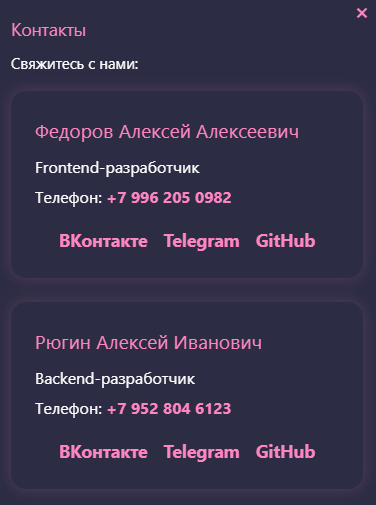 Контакты
Свяжитесь с нами:
Федоров Алексей Алексеевич
Frontend-разработчик
Телефон: +7 996 205 0982
ВКонтакте Telegram GitHub
Рюгин Алексей Иванович
Backend-разработчик
Телефон: +7 952 804 6123
ВКонтакте Telegram GitHub